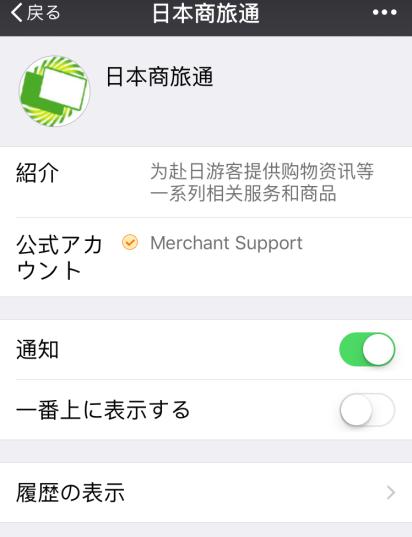 戻る
日本商旅通
日本商旅通
紹介
为赴日游客提供购物资讯等
一系列相关服务和商品
公式アカ
ウント
Merchant Support
通知
一番上に表示する
履歴の表示